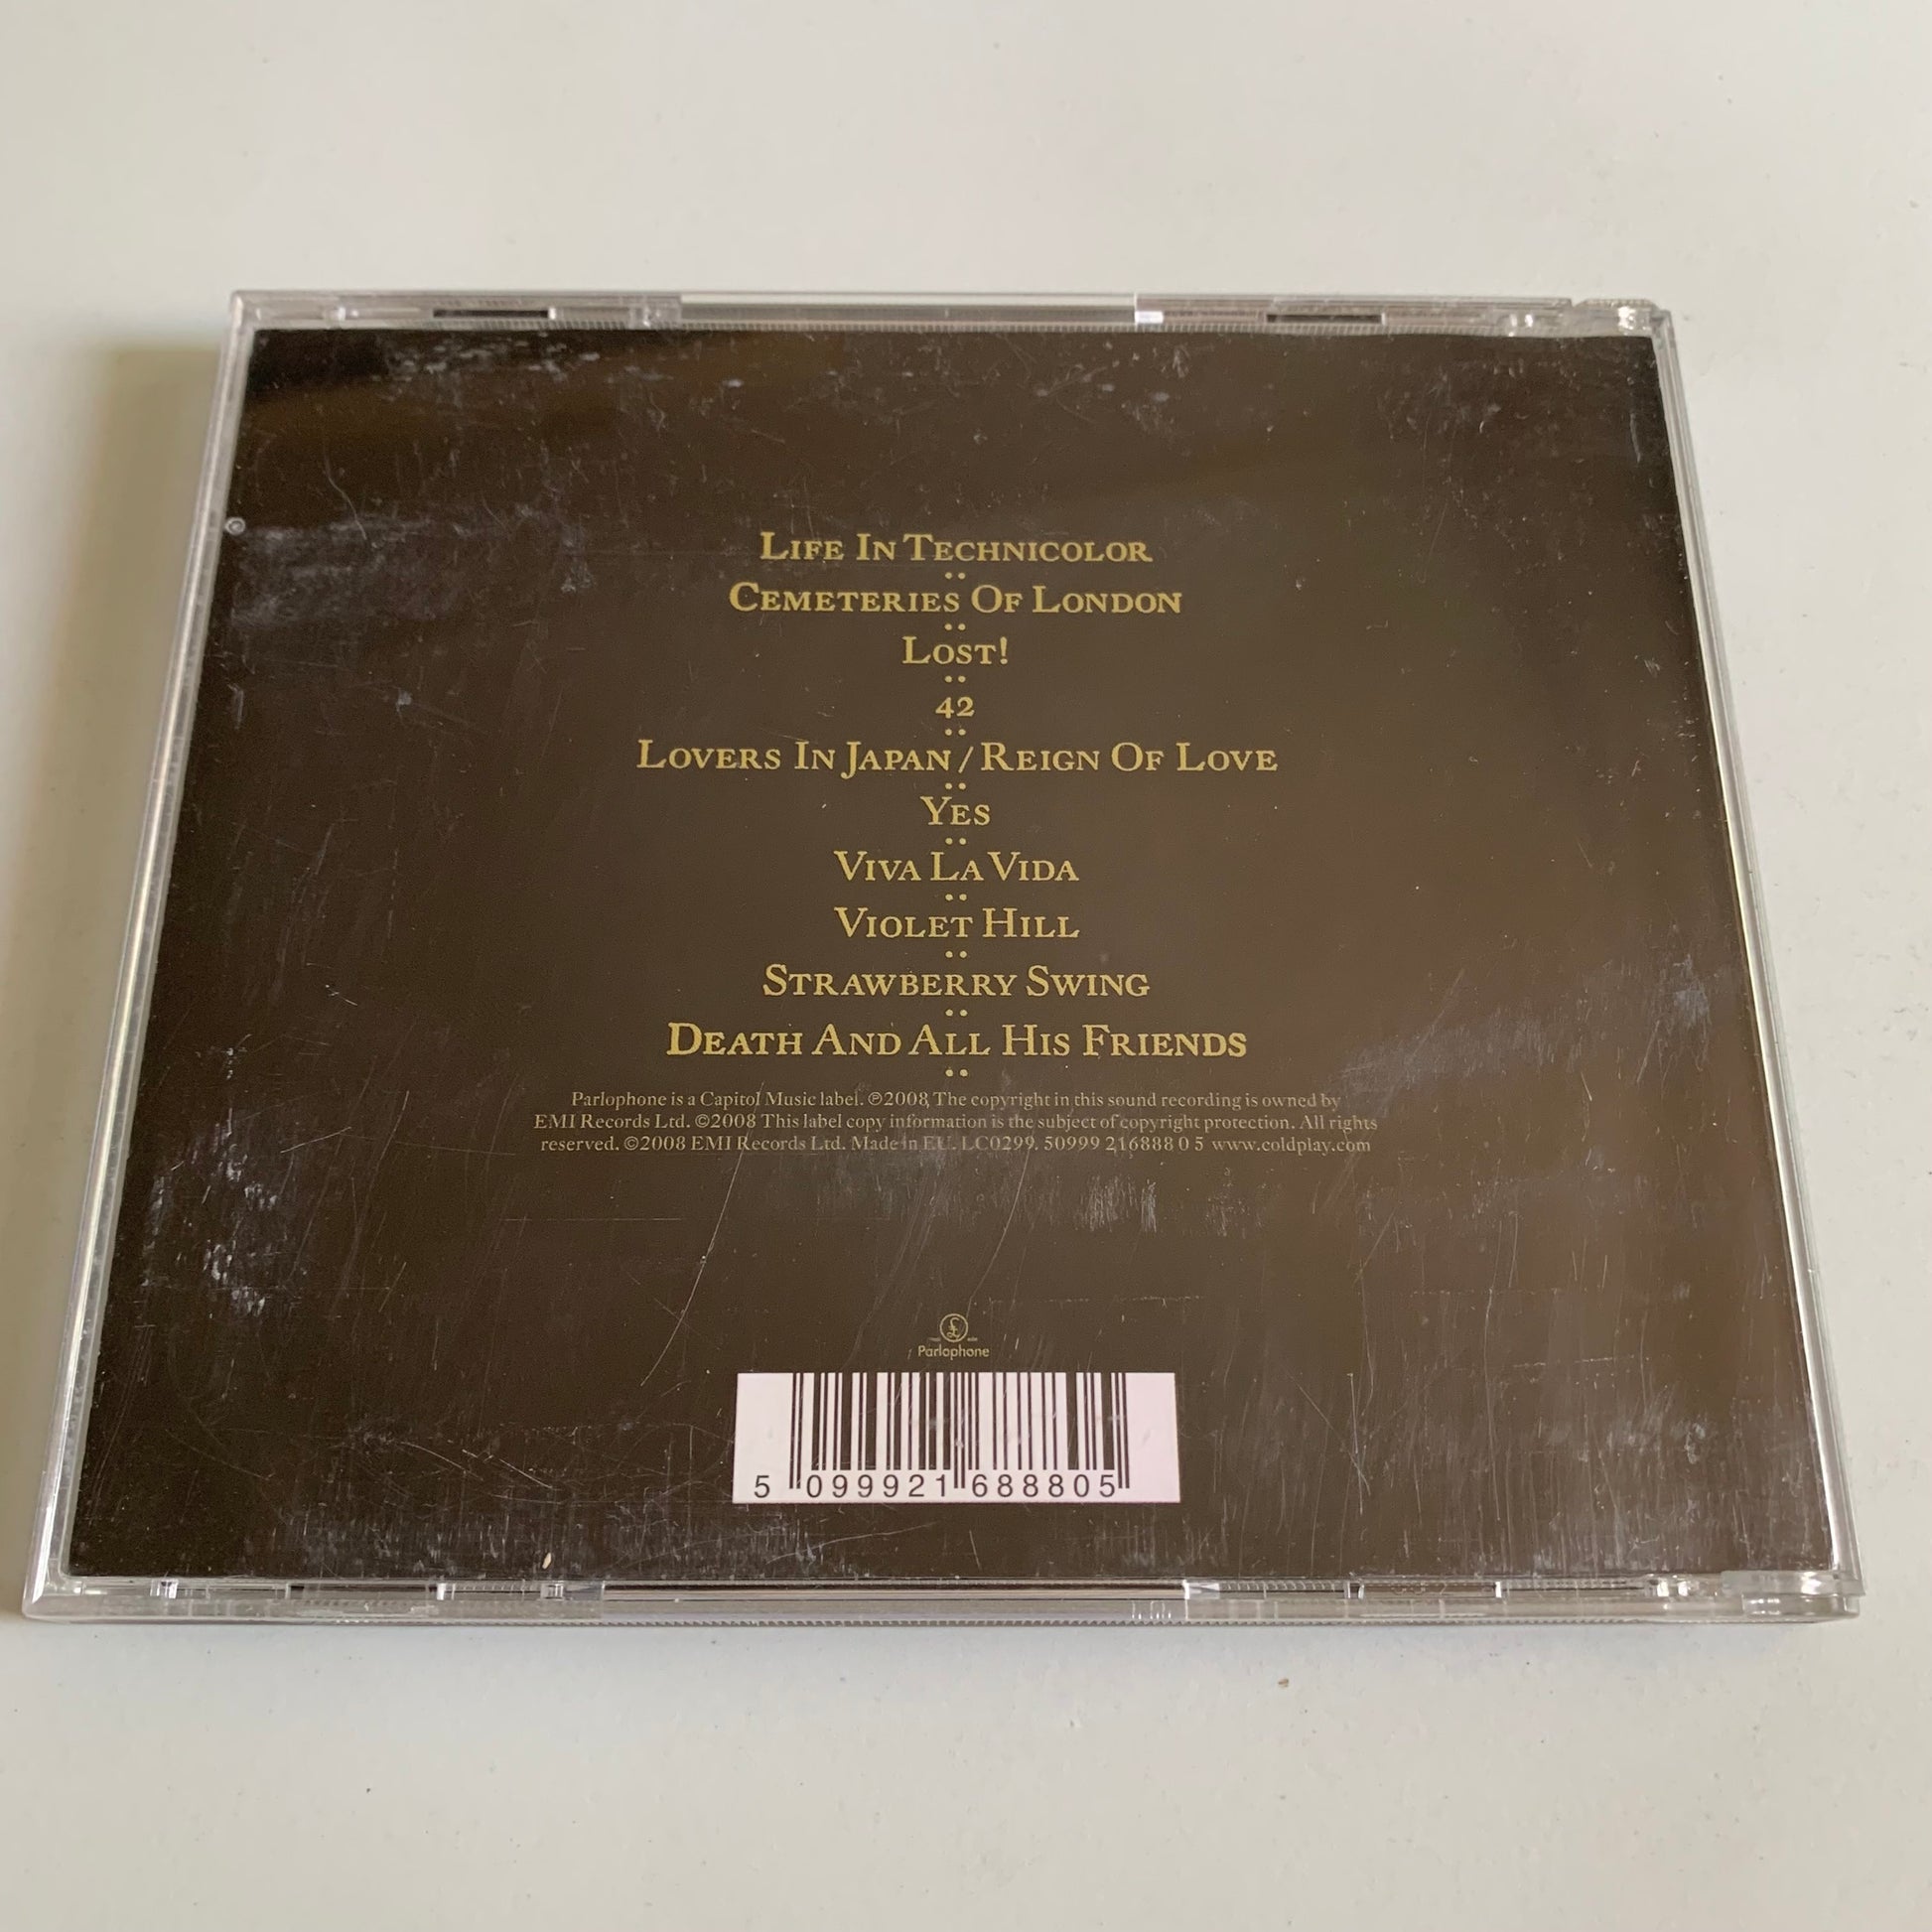 Life In Technicolor
Cemeteries Of London
Lost!
42
Lovers In Japan / Reign Of Love
Yes
Viva La Vida
Violet Hill
Strawberry Swing
Death And All His Friends
Parlophone is a Capitol Music label. ℗2008 The copyright in this sound recording is owned by
EMI Records Ltd. ©2008 This label copy information is the subject of copyright protection. All rights
reserved. ©2008 EMI Records Ltd. Made in EU. LC0299. 50999 216888 0 5 www.coldplay.com
£
Parlophone
5 099921 688805